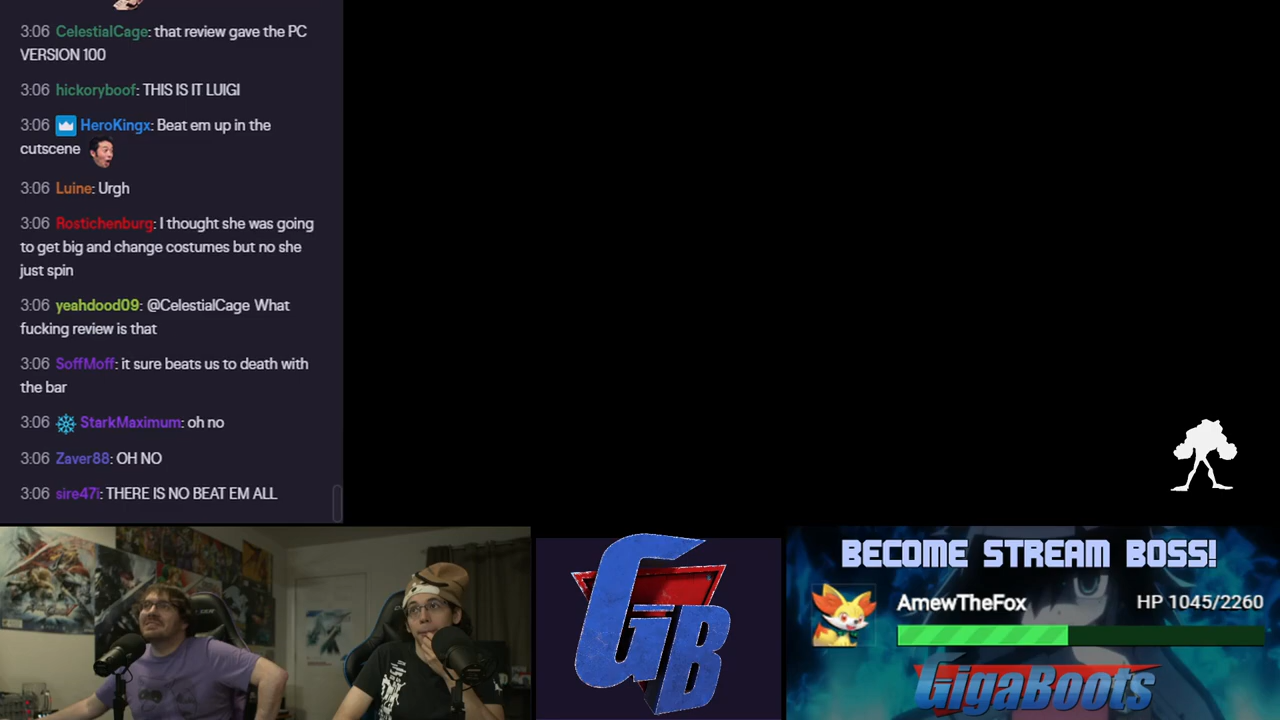 3:06 CelestialCage: that review gave the PC
VERSION 100
3:06 hickoryboof: THIS IS IT LUIGI
3:06 HeroKingx: Beat em up in the
cutscene
3:06 Luine: Urgh
3:06 Rostichenburg: I thought she was going
to get big and change costumes but no she
just spin
3:06 yeahdood09: @CelestialCage What
fucking review is that
3:06 SoffMoff: it sure beats us to death with
the bar
3:06 StarkMaximum: oh no
3:06 Zaver88: OH NO
3:06 sire47i: THERE IS NO BEAT EM ALL
GB
BECOME STREAM BOSS!
AmewTheFox HP 1045/2260
GigaBoots